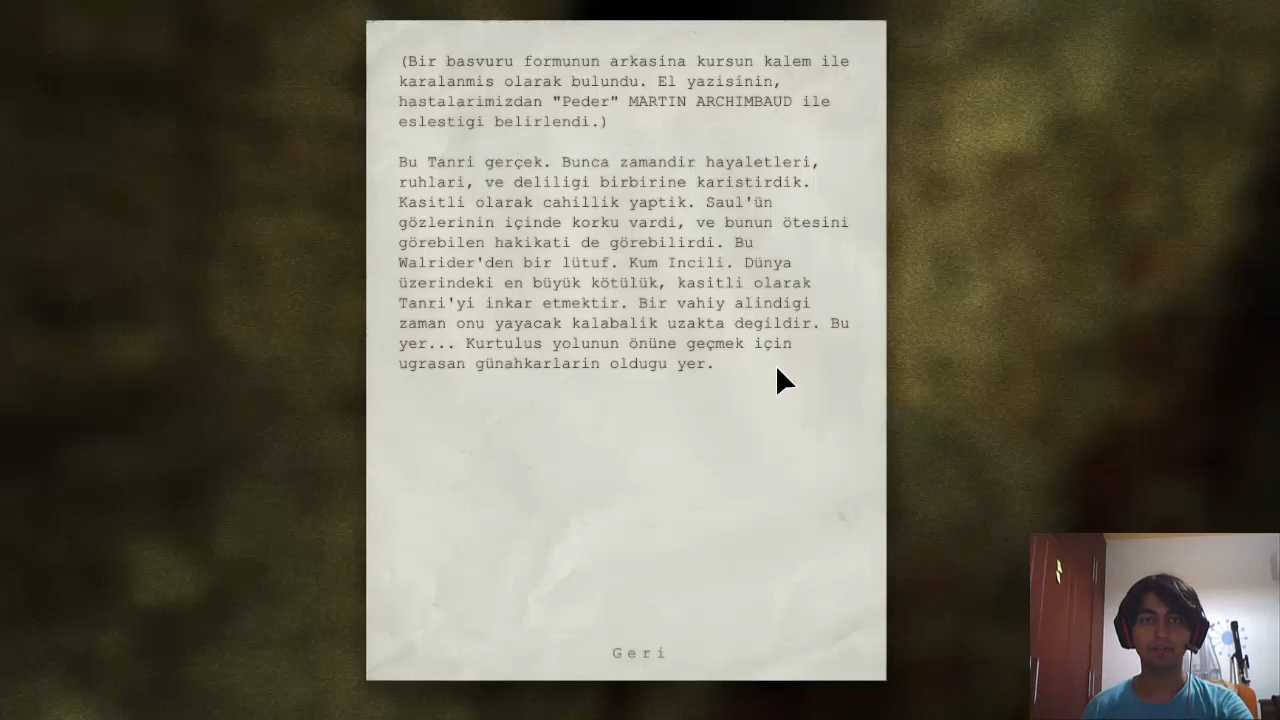 (Bir basvuru formunun arkasina kursun kalem ile
karalanmis olarak bulundu. El yazisinin,
hastalarimizdan "Peder" MARTIN ARCHIMBAUD ile
eslestigi belirlendi.)
Bu Tanri gerçek. Bunca zamandir hayaletleri,
ruhlari, ve deliligi birbirine karistirdik.
Kasitli olarak cahillik yaptik. Saul'ün
gözlerinin içinde korku vardi, ve bunun ötesini
görebilen hakikati de görebilirdi. Bu
Walrider'den bir lütuf. Kum Incili. Dünya
üzerindeki en büyük kötülük, kasitli olarak
Tanri'yi inkar etmektir. Bir vahiy alindigi
zaman onu yayacak kalabalik uzakta degildir. Bu
yer... Kurtulus yolunun önüne geçmek için
ugrasan günahkarlarin oldugu yer.
Geri